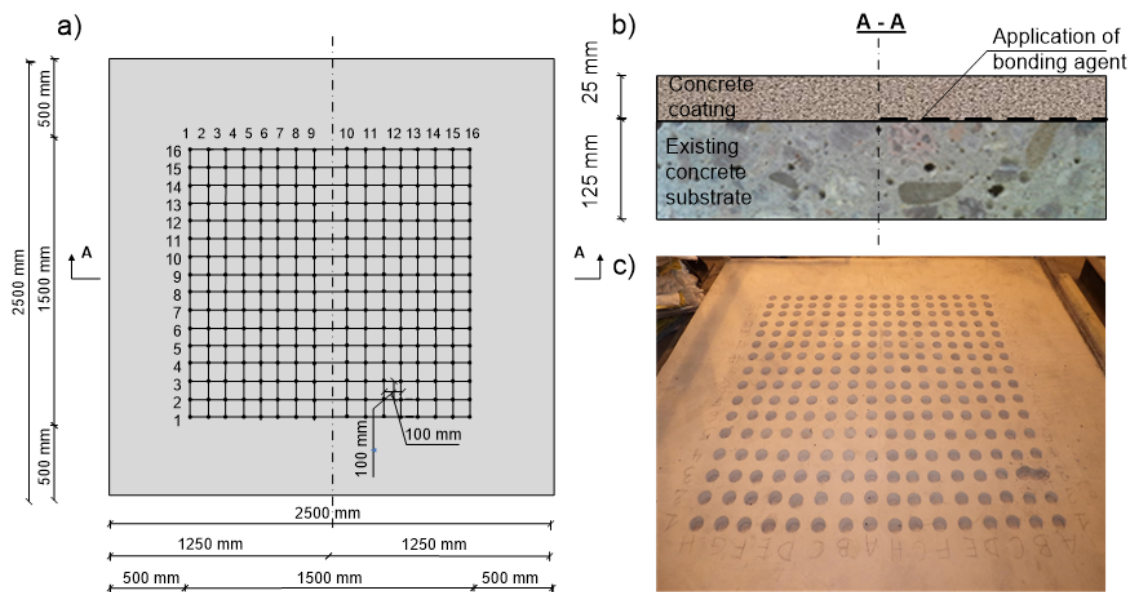 a)
2500 mm
500 mm
1500 mm
500 mm
1 2 3 4 5 6 7 8 9 10 11 12 13 14 15 16
16
15
14
13
12
11
10
9
8
7
6
5
4
3
2
1
A
A
100 mm
100 mm
2500 mm
1250 mm 1250 mm
500 mm 1500 mm 500 mm
b)
A - A
Application of
bonding agent
25 mm
125 mm
Concrete
coating
Existing
concrete
substrate
c)
H G F E D C B A H G F E D C B A